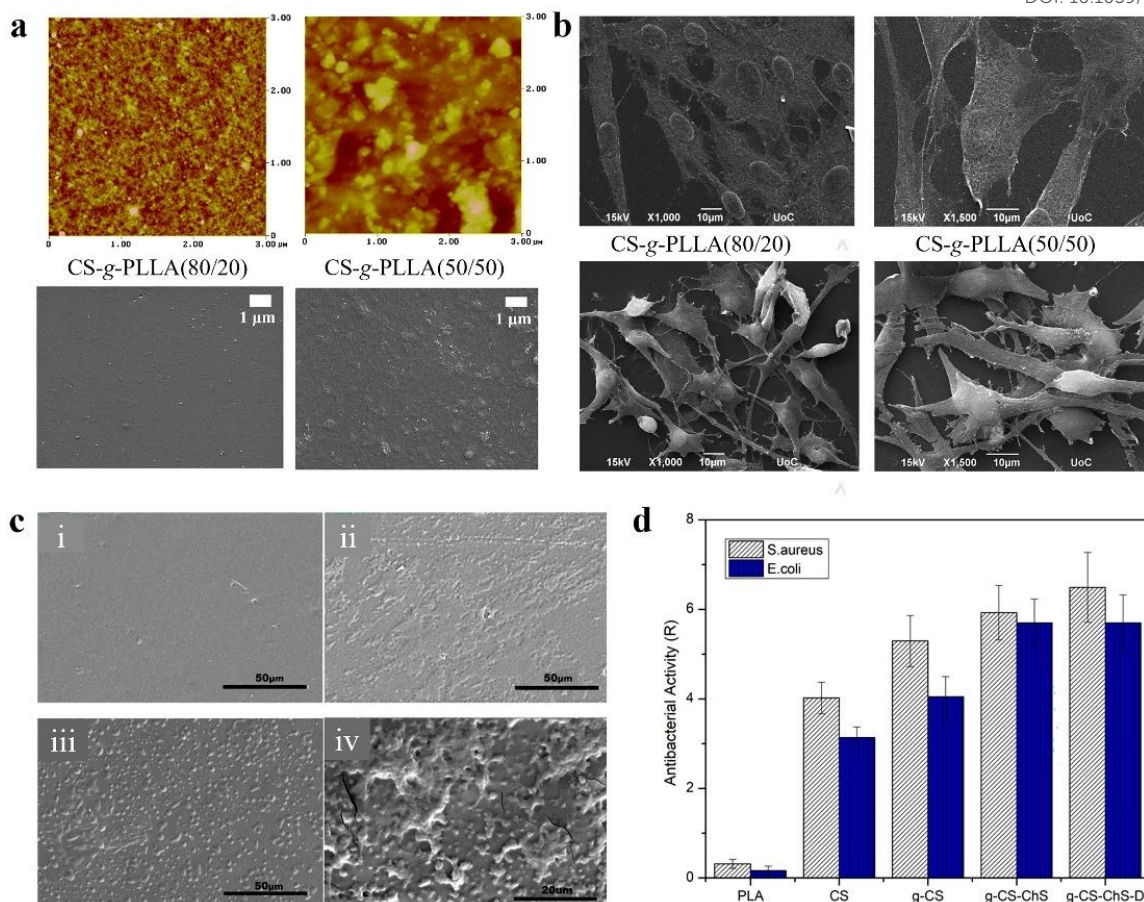 a
3.00
2.00
1.00
0
0
1.00
2.00
3.00 µm
3.00
2.00
1.00
0
0
1.00
2.00
3.00 µm
CS-g-PLLA(80/20)
CS-g-PLLA(50/50)
1 µm
1 µm
b
15kV X1,000 10µm UoC
15kV X1,500 10µm
CS-g-PLLA(80/20)
CS-g-PLLA(50/50)
15kV X1,000 10µm UoC
15kV X1,500 10µm UoC
c
i
50µm
ii
50µm
iii
50µm
iv
20um
d
Antibacterial Activity (R)
8
6
4
2
0
S.aureus
E.coli
PLA
CS
g-CS
g-CS-ChS
g-CS-ChS-D